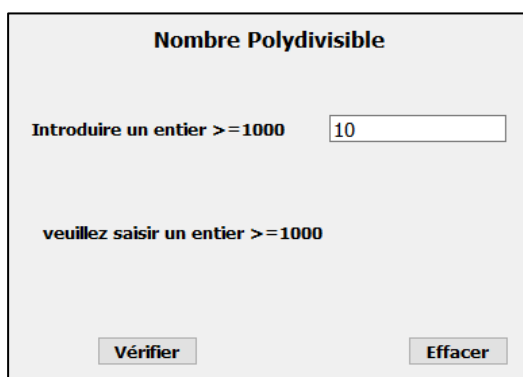 Nombre Polydivisible
Introduire un entier >=1000 10
veuillez saisir un entier >=1000
Vérifier Effacer